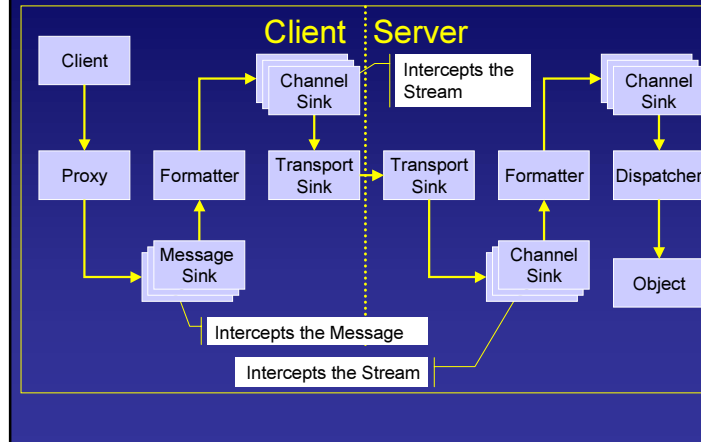 Client
Server
Client
Channel
Sink
Intercepts the
Stream
Channel
Sink
Proxy
Formatter
Transport
Sink
Transport
Sink
Formatter
Dispatcher
Message
Sink
Channel
Sink
Object
Intercepts the Message
Intercepts the Stream